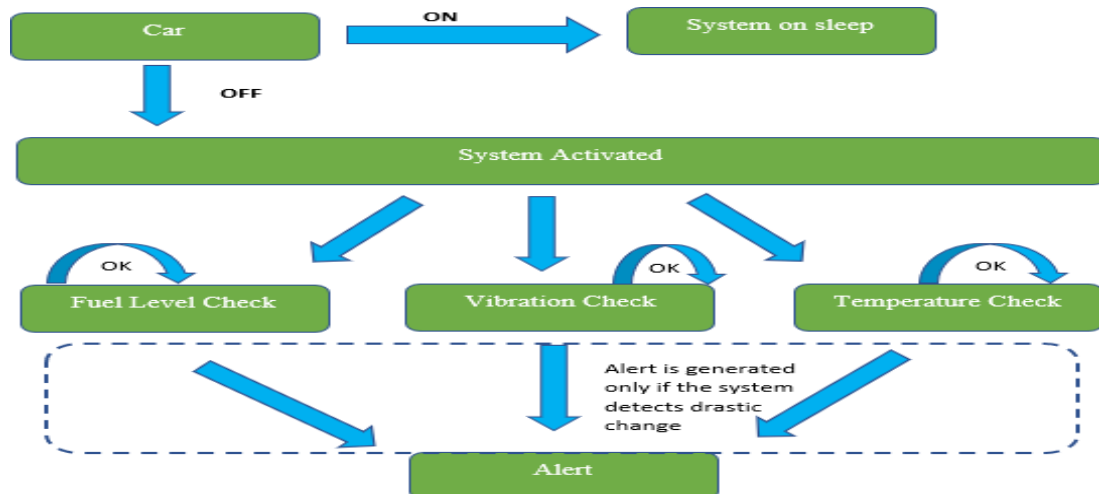 Car
ON
System on sleep
OFF
System Activated
OK
OK
OK
Fuel Level Check
Vibration Check
Temperature Check
Alert is generated
only if the system
detects drastic
change
Alert